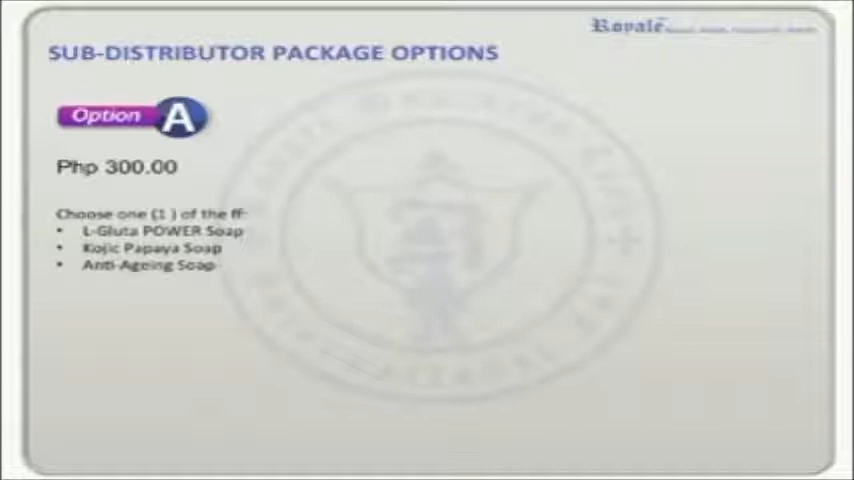 Royale
SUB-DISTRIBUTOR PACKAGE OPTIONS
Option A
Php 300.00
Choose one (1 ) of the ff:
• L-Gluta POWER Soap
• Kojic Papaya Soap
• Anti-Ageing Soap